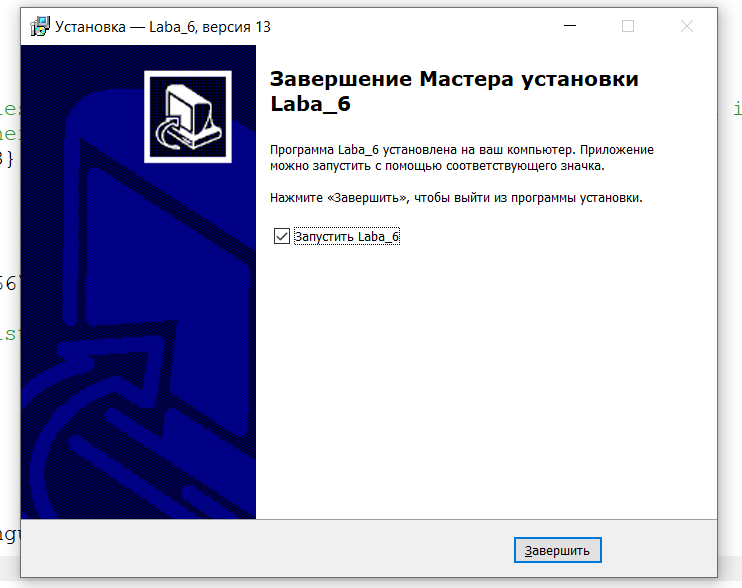 Установка — Laba_6, версия 13
Завершение Мастера установки
Laba_6
Программа Laba_6 установлена на ваш компьютер. Приложение
можно запустить с помощью соответствующего значка.
Нажмите «Завершить», чтобы выйти из программы установки.
Запустить Laba_6
Завершить